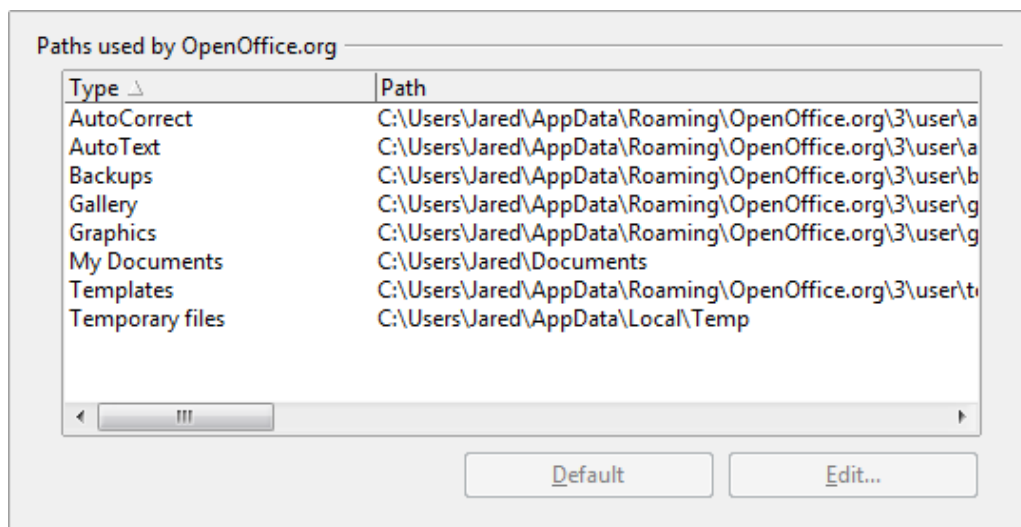 Paths used by OpenOffice.org
Type Path
AutoCorrect C:\Users\Jared\AppData\Roaming\OpenOffice.org\3\user\a
AutoText C:\Users\Jared\AppData\Roaming\OpenOffice.org\3\user\a
Backups C:\Users\Jared\AppData\Roaming\OpenOffice.org\3\user\b
Gallery C:\Users\Jared\AppData\Roaming\OpenOffice.org\3\user\g
Graphics C:\Users\Jared\AppData\Roaming\OpenOffice.org\3\user\g
My Documents C:\Users\Jared\Documents
Templates C:\Users\Jared\AppData\Roaming\OpenOffice.org\3\user\te
Temporary files C:\Users\Jared\AppData\Local\Temp
Default Edit...